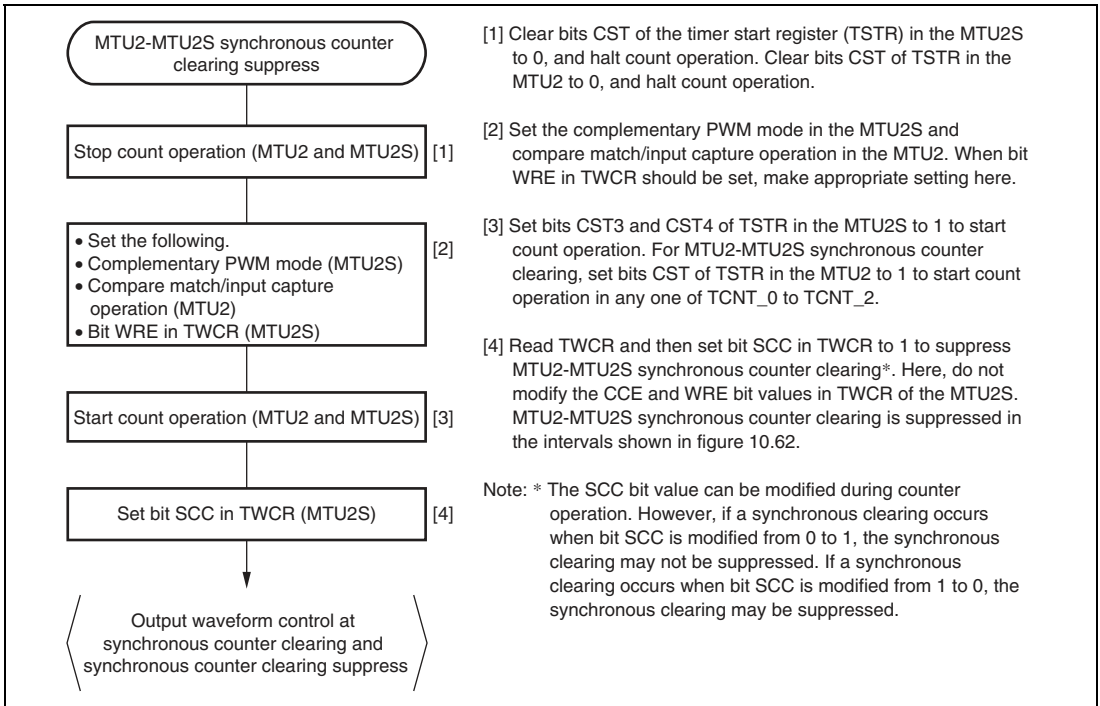 MTU2-MTU2S synchronous counter
clearing suppress
Stop count operation (MTU2 and MTU2S)
[1]
• Set the following.
• Complementary PWM mode (MTU2S)
• Compare match/input capture
operation (MTU2)
• Bit WRE in TWCR (MTU2S)
[2]
Start count operation (MTU2 and MTU2S)
[3]
Set bit SCC in TWCR (MTU2S)
[4]
Output waveform control at
synchronous counter clearing and
synchronous counter clearing suppress
[1] Clear bits CST of the timer start register (TSTR) in the MTU2S
to 0, and halt count operation. Clear bits CST of TSTR in the
MTU2 to 0, and halt count operation.
[2] Set the complementary PWM mode in the MTU2S and
compare match/input capture operation in the MTU2. When bit
WRE in TWCR should be set, make appropriate setting here.
[3] Set bits CST3 and CST4 of TSTR in the MTU2S to 1 to start
count operation. For MTU2-MTU2S synchronous counter
clearing, set bits CST of TSTR in the MTU2 to 1 to start count
operation in any one of TCNT_0 to TCNT_2.
[4] Read TWCR and then set bit SCC in TWCR to 1 to suppress
MTU2-MTU2S synchronous counter clearing*. Here, do not
modify the CCE and WRE bit values in TWCR of the MTU2S.
MTU2-MTU2S synchronous counter clearing is suppressed in
the intervals shown in figure 10.62.
Note: * The SCC bit value can be modified during counter
operation. However, if a synchronous clearing occurs
when bit SCC is modified from 0 to 1, the synchronous
clearing may not be suppressed. If a synchronous
clearing occurs when bit SCC is modified from 1 to 0, the
synchronous clearing may be suppressed.